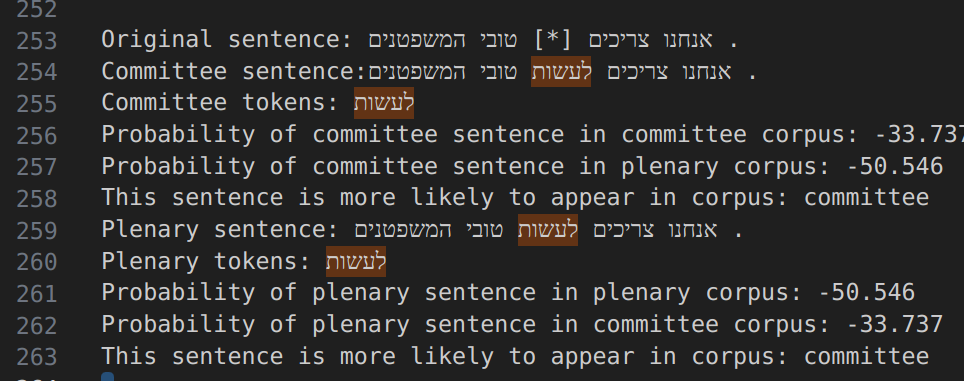 252
253 Original sentence: אנחנו צריכים [*] טובי המשפטנים .
254 Committee sentence:אנחנו צריכים לעשות טובי המשפטנים .
255 Committee tokens: לעשות
256 Probability of committee sentence in committee corpus: -33.737
257 Probability of committee sentence in plenary corpus: -50.546
258 This sentence is more likely to appear in corpus: committee
259 Plenary sentence: אנחנו צריכים לעשות טובי המשפטנים .
260 Plenary tokens: לעשות
261 Probability of plenary sentence in plenary corpus: -50.546
262 Probability of plenary sentence in committee corpus: -33.737
263 This sentence is more likely to appear in corpus: committee